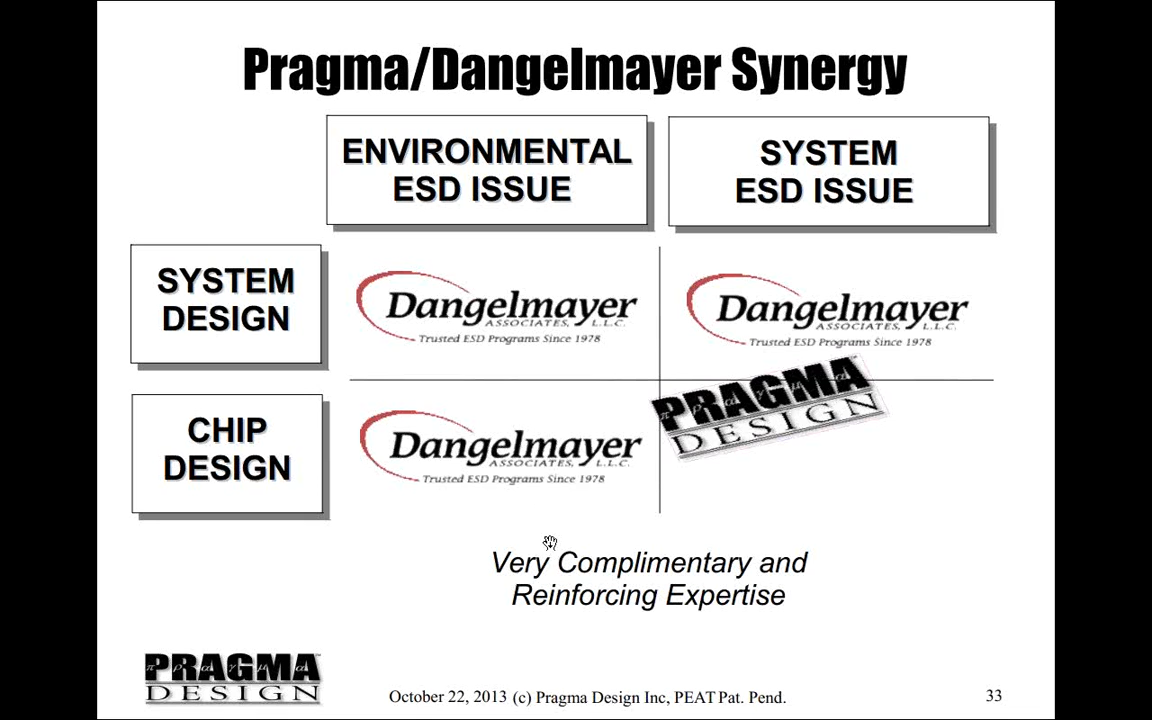 Pragma/Dangelmayer Synergy
ENVIRONMENTAL
ESD ISSUE
SYSTEM
ESD ISSUE
SYSTEM
DESIGN
Dangelmayer
ASSOCIATES, L.L.C.
Trusted ESD Programs Since 1978
Dangelmayer
ASSOCIATES, L.L.C.
Trusted ESD Programs Since 1978
CHIP
DESIGN
Dangelmayer
ASSOCIATES, L.L.C.
Trusted ESD Programs Since 1978
PRAGMA
π ρ α γ μ α
DESIGN
Very Complimentary and
Reinforcing Expertise
PRAGMA
π ρ α γ μ α
DESIGN
October 22, 2013 (c) Pragma Design Inc, PEAT Pat. Pend.
33